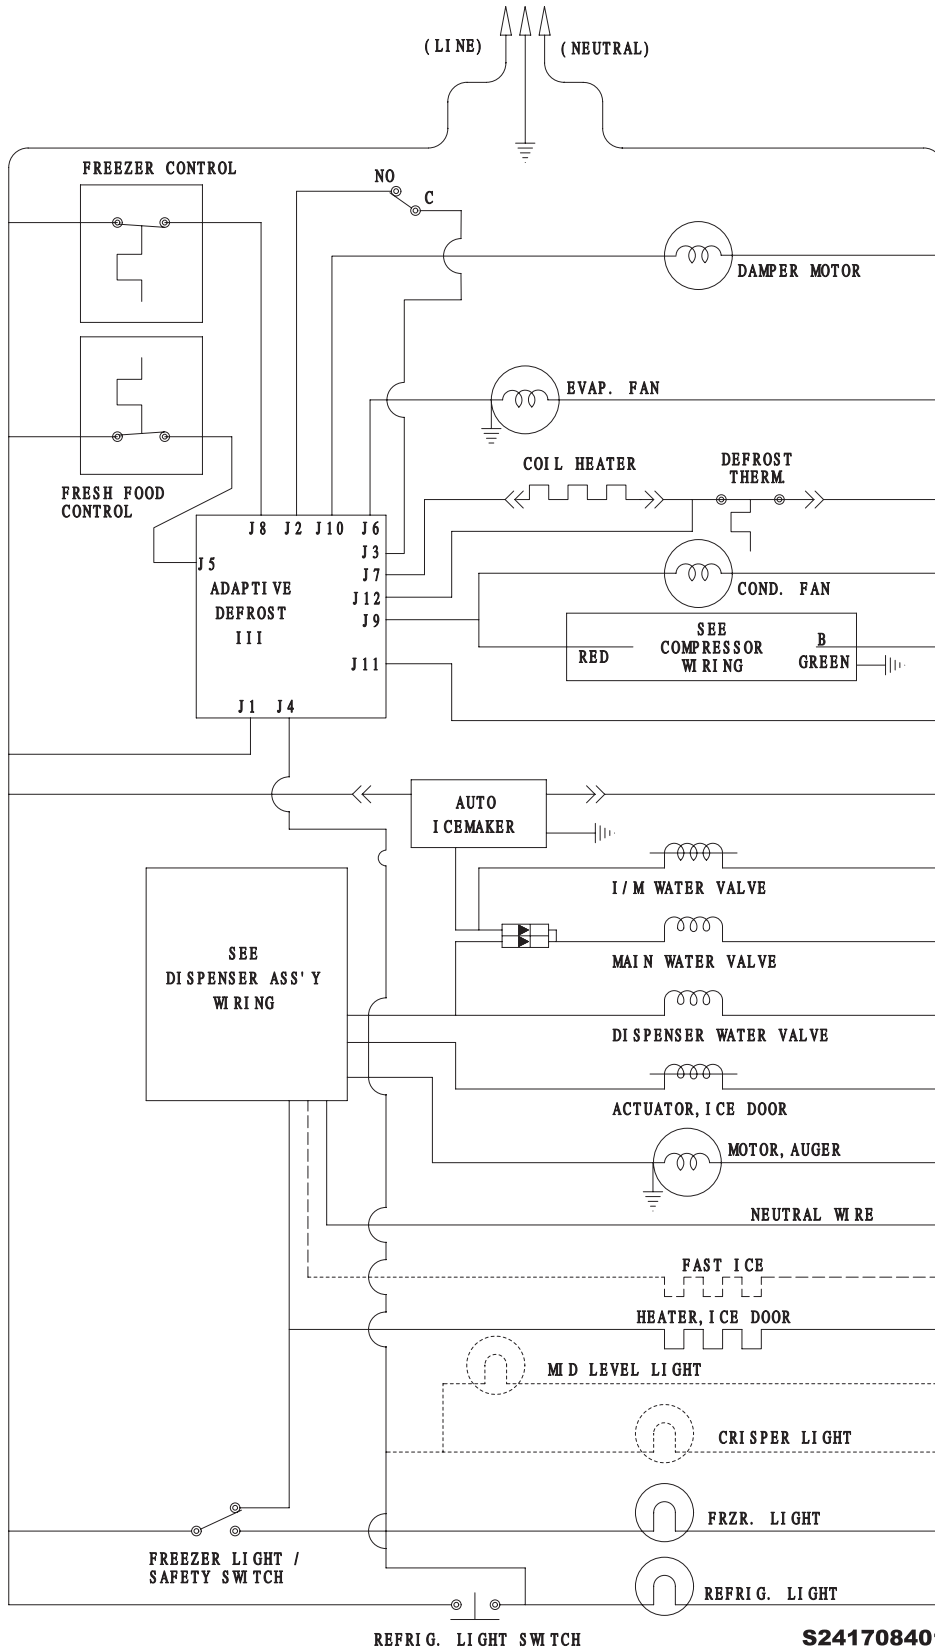 (LINE)
(NEUTRAL)
FREEZER CONTROL
NO
C
DAMPER MOTOR
EVAP. FAN
COIL HEATER
DEFROST
THERM.
FRESH FOOD
CONTROL
J8
J2
J10
J6
J3
J5
J7
ADAPTIVE
DEFROST
III
J12
J9
J11
J1
J4
COND. FAN
SEE
COMPRESSOR
WIRING
RED
B
GREEN
AUTO
ICEMAKER
I/M WATER VALVE
SEE
DISPENSER ASS'Y
WIRING
MAIN WATER VALVE
DISPENSER WATER VALVE
ACTUATOR, ICE DOOR
MOTOR, AUGER
NEUTRAL WIRE
FAST ICE
HEATER, ICE DOOR
MID LEVEL LIGHT
CRISPER LIGHT
FRZR. LIGHT
FREEZER LIGHT /
SAFETY SWITCH
REFRIG. LIGHT
REFRIG. LIGHT SWITCH